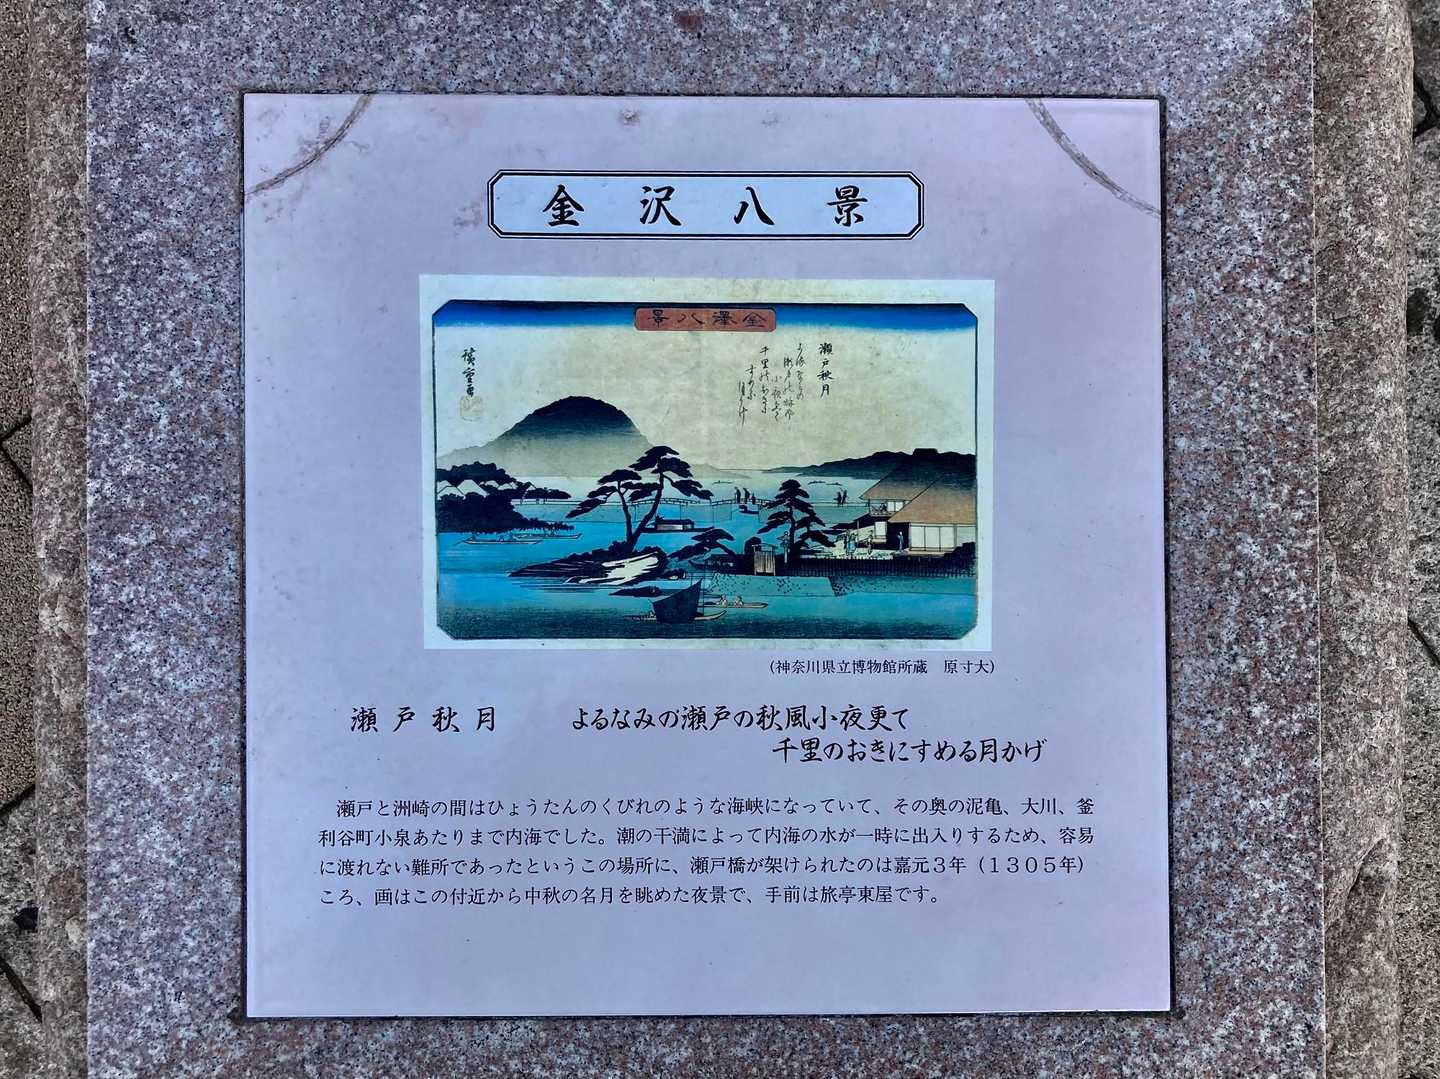 金沢八景
金澤八景
瀬戸秋月
廣重画
(神奈川県立博物館所蔵　原寸大)
瀬戸秋月
よるなみの瀬戸の秋風小夜更て
千里のおきにすめる月かげ
瀬戸と洲崎の間はひょうたんのくびれのような海峡になっていて、その奥の泥亀、大川、釜
利谷町小泉あたりまで内海でした。潮の干満によって内海の水が一時に出入りするため、容易
に渡れない難所であったというこの場所に、瀬戸橋が架けられたのは嘉元３年（１３０５年）
ころ、画はこの付近から中秋の名月を眺めた夜景で、手前は旅亭東屋です。